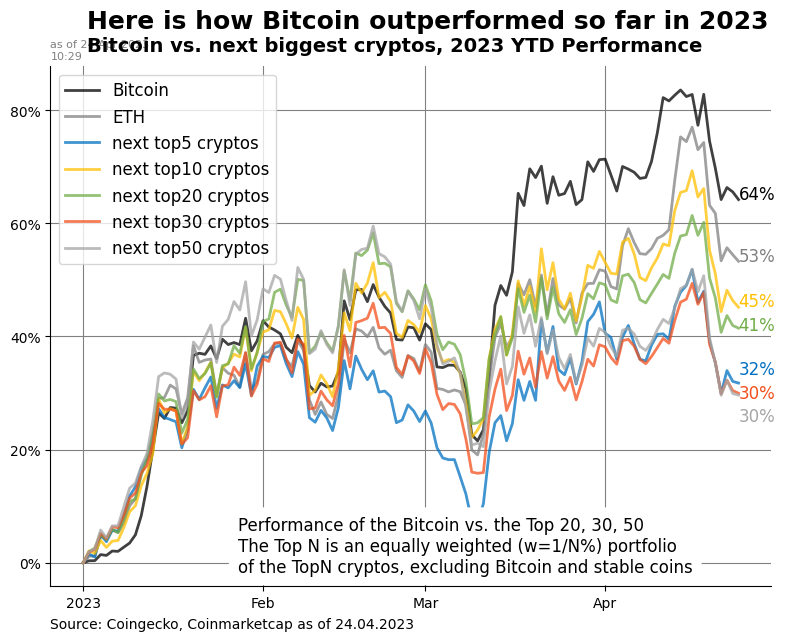 Here is how Bitcoin outperformed so far in 2023
Bitcoin vs. next biggest cryptos, 2023 YTD Performance
as of
10:29
Bitcoin
ETH
next top5 cryptos
next top10 cryptos
next top20 cryptos
next top30 cryptos
next top50 cryptos
80%
60%
40%
20%
0%
64%
53%
45%
41%
32%
30%
30%
Performance of the Bitcoin vs. the Top 20, 30, 50
The Top N is an equally weighted (w=1/N%) portfolio
of the TopN cryptos, excluding Bitcoin and stable coins
2023
Feb
Mar
Apr
Source: Coingecko, Coinmarketcap as of 24.04.2023